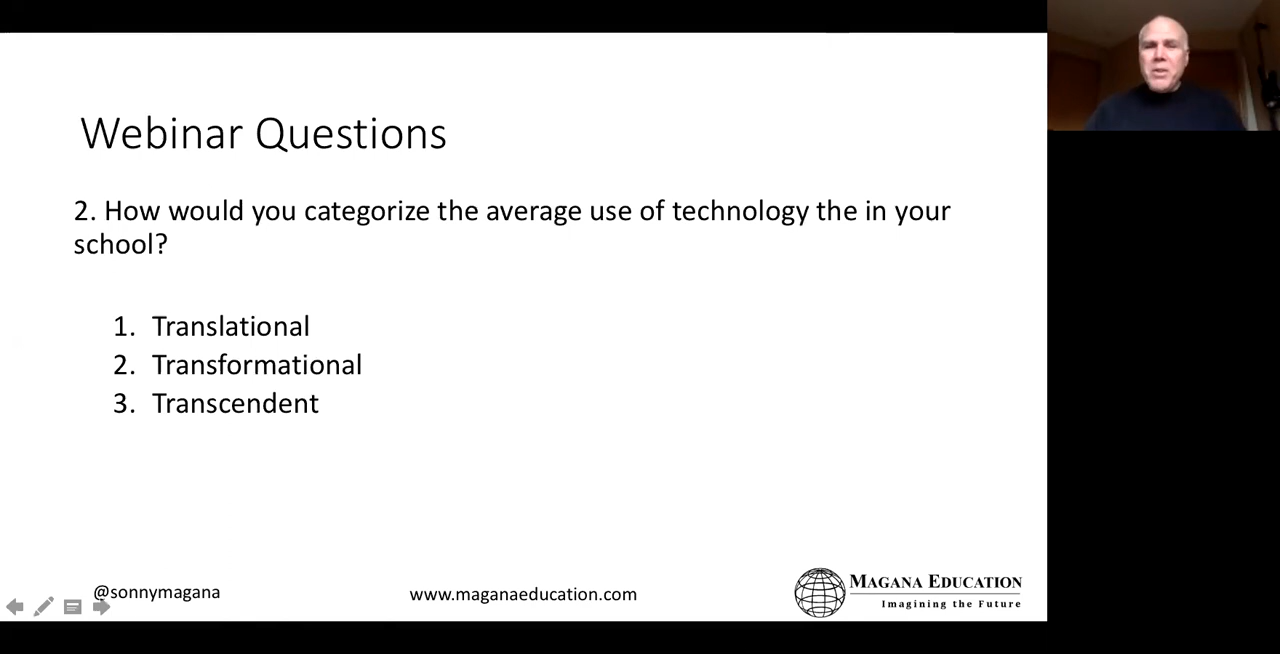 Webinar Questions
2. How would you categorize the average use of technology the in your
school?
1. Translational
2. Transformational
3. Transcendent
@sonnymagana
www.maganaeducation.com
MAGANA EDUCATION
Imagining the Future